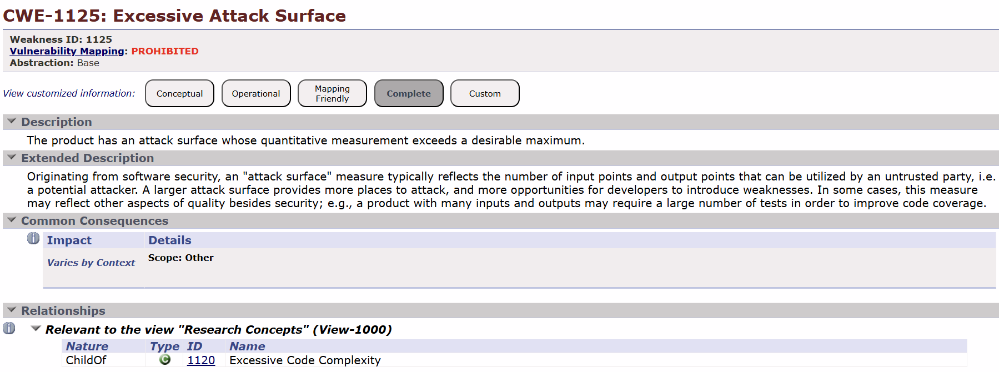 CWE-1125: Excessive Attack Surface
Weakness ID: 1125
Vulnerability Mapping: PROHIBITED
Abstraction: Base
View customized information: Conceptual Operational Mapping Friendly Complete Custom
Description
The product has an attack surface whose quantitative measurement exceeds a desirable maximum.
Extended Description
Originating from software security, an "attack surface" measure typically reflects the number of input points and output points that can be utilized by an untrusted party, i.e.
a potential attacker. A larger attack surface provides more places to attack, and more opportunities for developers to introduce weaknesses. In some cases, this measure
may reflect other aspects of quality besides security; e.g., a product with many inputs and outputs may require a large number of tests in order to improve code coverage.
Common Consequences
Impact Details
Scope: Other
Varies by Context
Relationships
Relevant to the view "Research Concepts" (View-1000)
Nature Type ID Name
ChildOf C 1120 Excessive Code Complexity